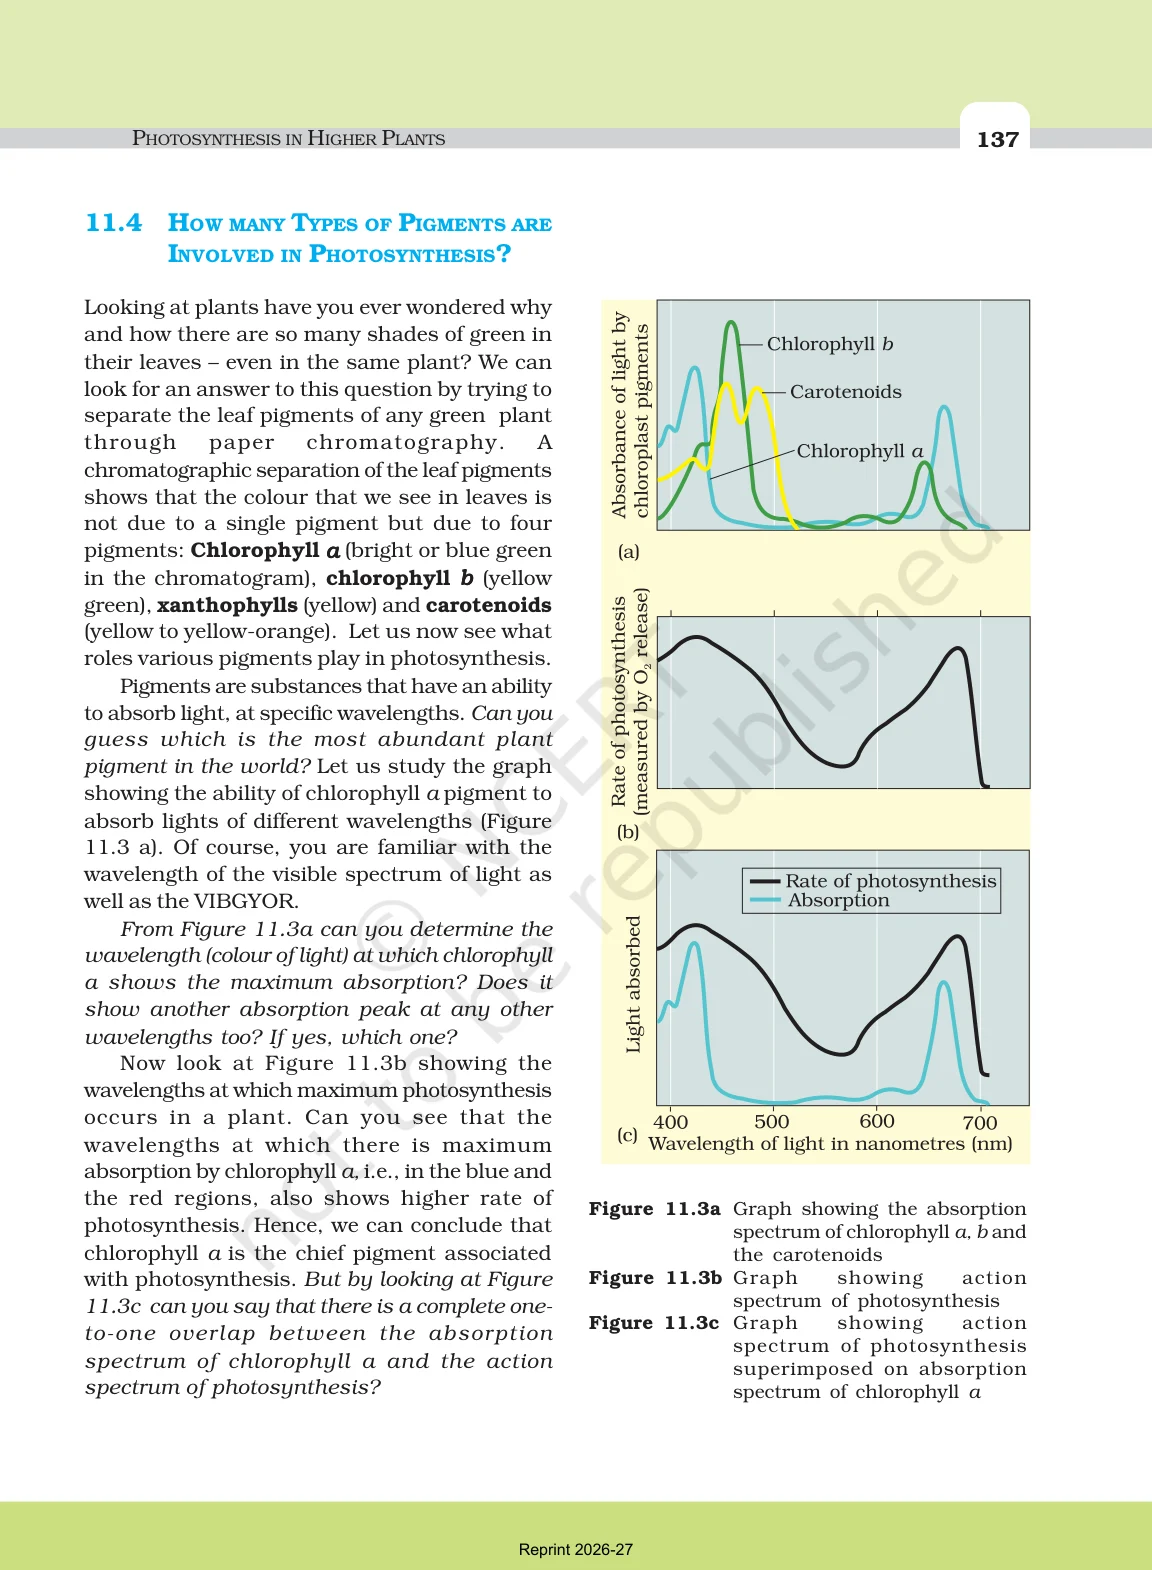 PHOTOSYNTHESIS IN HIGHER PLANTS
137
11.4 HOW MANY TYPES OF PIGMENTS ARE
INVOLVED IN PHOTOSYNTHESIS?
Looking at plants have you ever wondered why
and how there are so many shades of green in
their leaves – even in the same plant? We can
look for an answer to this question by trying to
separate the leaf pigments of any green plant
through paper chromatography. A
chromatographic separation of the leaf pigments
shows that the colour that we see in leaves is
not due to a single pigment but due to four
pigments: Chlorophyll a (bright or blue green
in the chromatogram), chlorophyll b (yellow
green), xanthophylls (yellow) and carotenoids
(yellow to yellow-orange). Let us now see what
roles various pigments play in photosynthesis.
Pigments are substances that have an ability
to absorb light, at specific wavelengths. Can you
guess which is the most abundant plant
pigment in the world? Let us study the graph
showing the ability of chlorophyll a pigment to
absorb lights of different wavelengths (Figure
11.3 a). Of course, you are familiar with the
wavelength of the visible spectrum of light as
well as the VIBGYOR.
From Figure 11.3a can you determine the
wavelength (colour of light) at which chlorophyll
a shows the maximum absorption? Does it
show another absorption peak at any other
wavelengths too? If yes, which one?
Now look at Figure 11.3b showing the
wavelengths at which maximum photosynthesis
occurs in a plant. Can you see that the
wavelengths at which there is maximum
absorption by chlorophyll a, i.e., in the blue and
the red regions, also shows higher rate of
photosynthesis. Hence, we can conclude that
chlorophyll a is the chief pigment associated
with photosynthesis. But by looking at Figure
11.3c can you say that there is a complete one-
to-one overlap between the absorption
spectrum of chlorophyll a and the action
spectrum of photosynthesis?
Absorbance of light by
chloroplast pigments
Chlorophyll b
Carotenoids
Chlorophyll a
(a)
Rate of photosynthesis
(measured by O2 release)
(b)
Light absorbed
Rate of photosynthesis
Absorption
400 500 600 700
(c) Wavelength of light in nanometres (nm)
Figure 11.3a Graph showing the absorption
spectrum of chlorophyll a, b and
the carotenoids
Figure 11.3b Graph showing action
spectrum of photosynthesis
Figure 11.3c Graph showing action
spectrum of photosynthesis
superimposed on absorption
spectrum of chlorophyll a
© NCERT
not to be republished
Reprint 2026-27